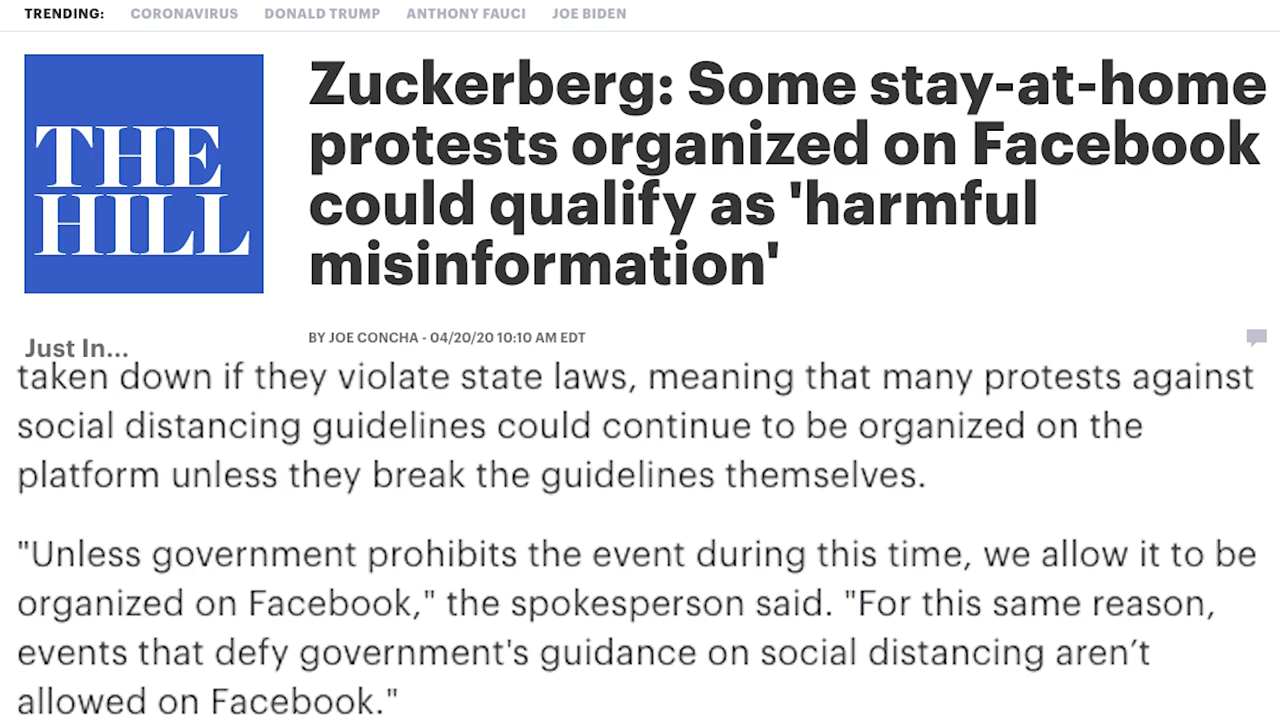 TRENDING: CORONAVIRUS DONALD TRUMP ANTHONY FAUCI JOE BIDEN
THE
HILL
Zuckerberg: Some stay-at-home
protests organized on Facebook
could qualify as 'harmful
misinformation'
BY JOE CONCHA - 04/20/20 10:10 AM EDT
Just In...
taken down if they violate state laws, meaning that many protests against
social distancing guidelines could continue to be organized on the
platform unless they break the guidelines themselves.
"Unless government prohibits the event during this time, we allow it to be
organized on Facebook," the spokesperson said. "For this same reason,
events that defy government's guidance on social distancing aren’t
allowed on Facebook."